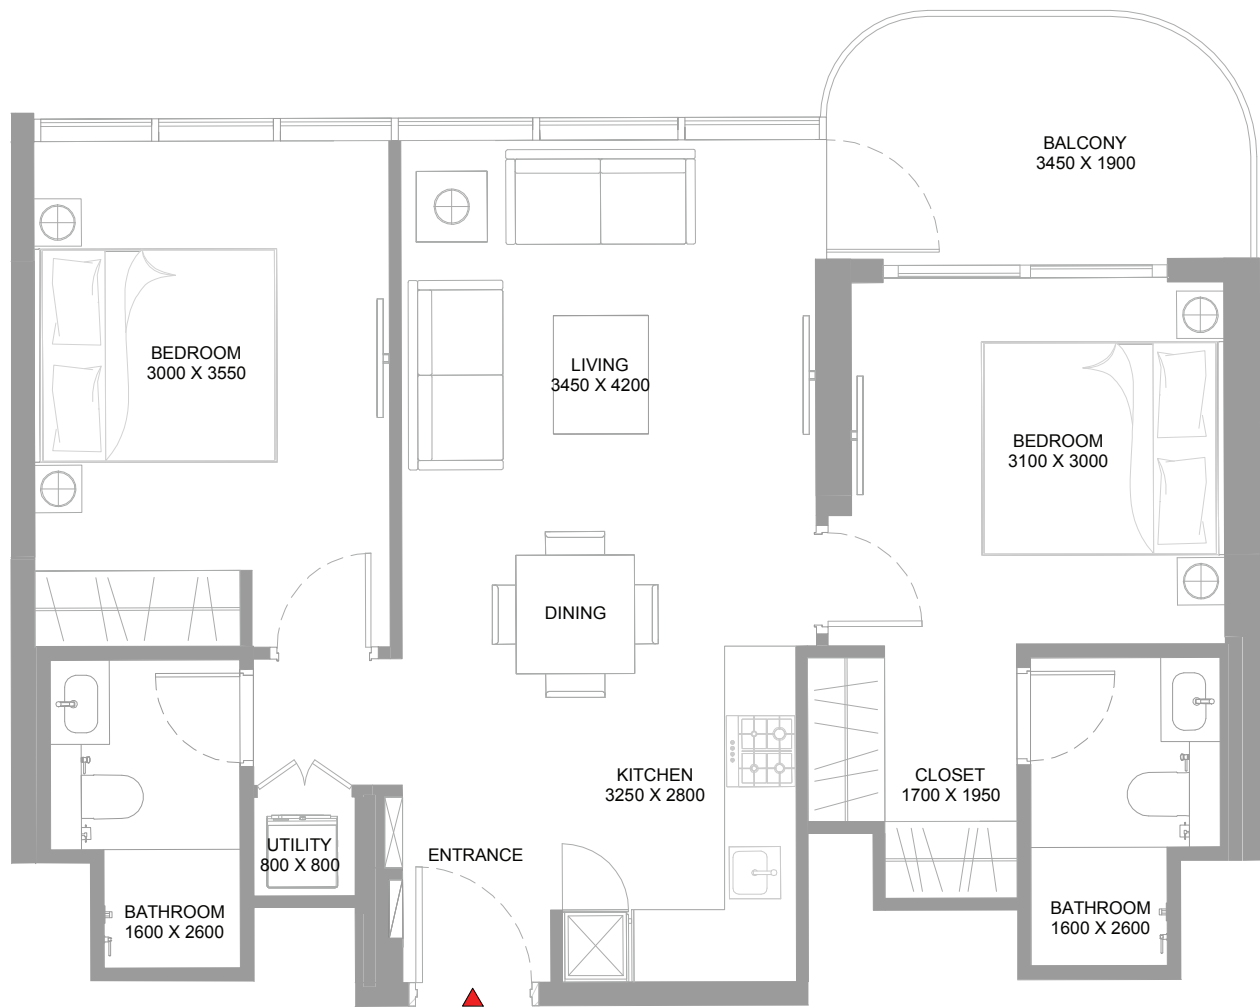 BALCONY
3450 X 1900
BEDROOM
3000 X 3550
LIVING
3450 X 4200
BEDROOM
3100 X 3000
DINING
KITCHEN
3250 X 2800
CLOSET
1700 X 1950
UTILITY
800 X 800
ENTRANCE
BATHROOM
1600 X 2600
BATHROOM
1600 X 2600